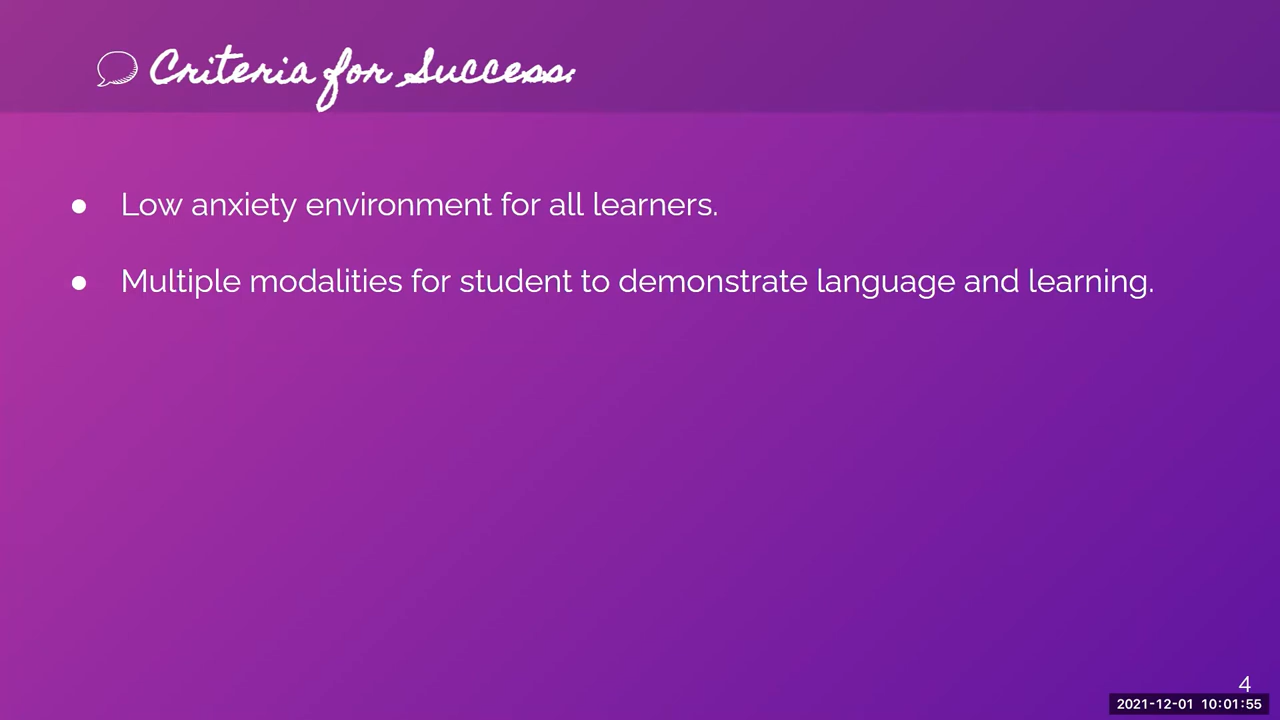 Criteria for Success:
● Low anxiety environment for all learners.
● Multiple modalities for student to demonstrate language and learning.
4
2021-12-01 10:01:55